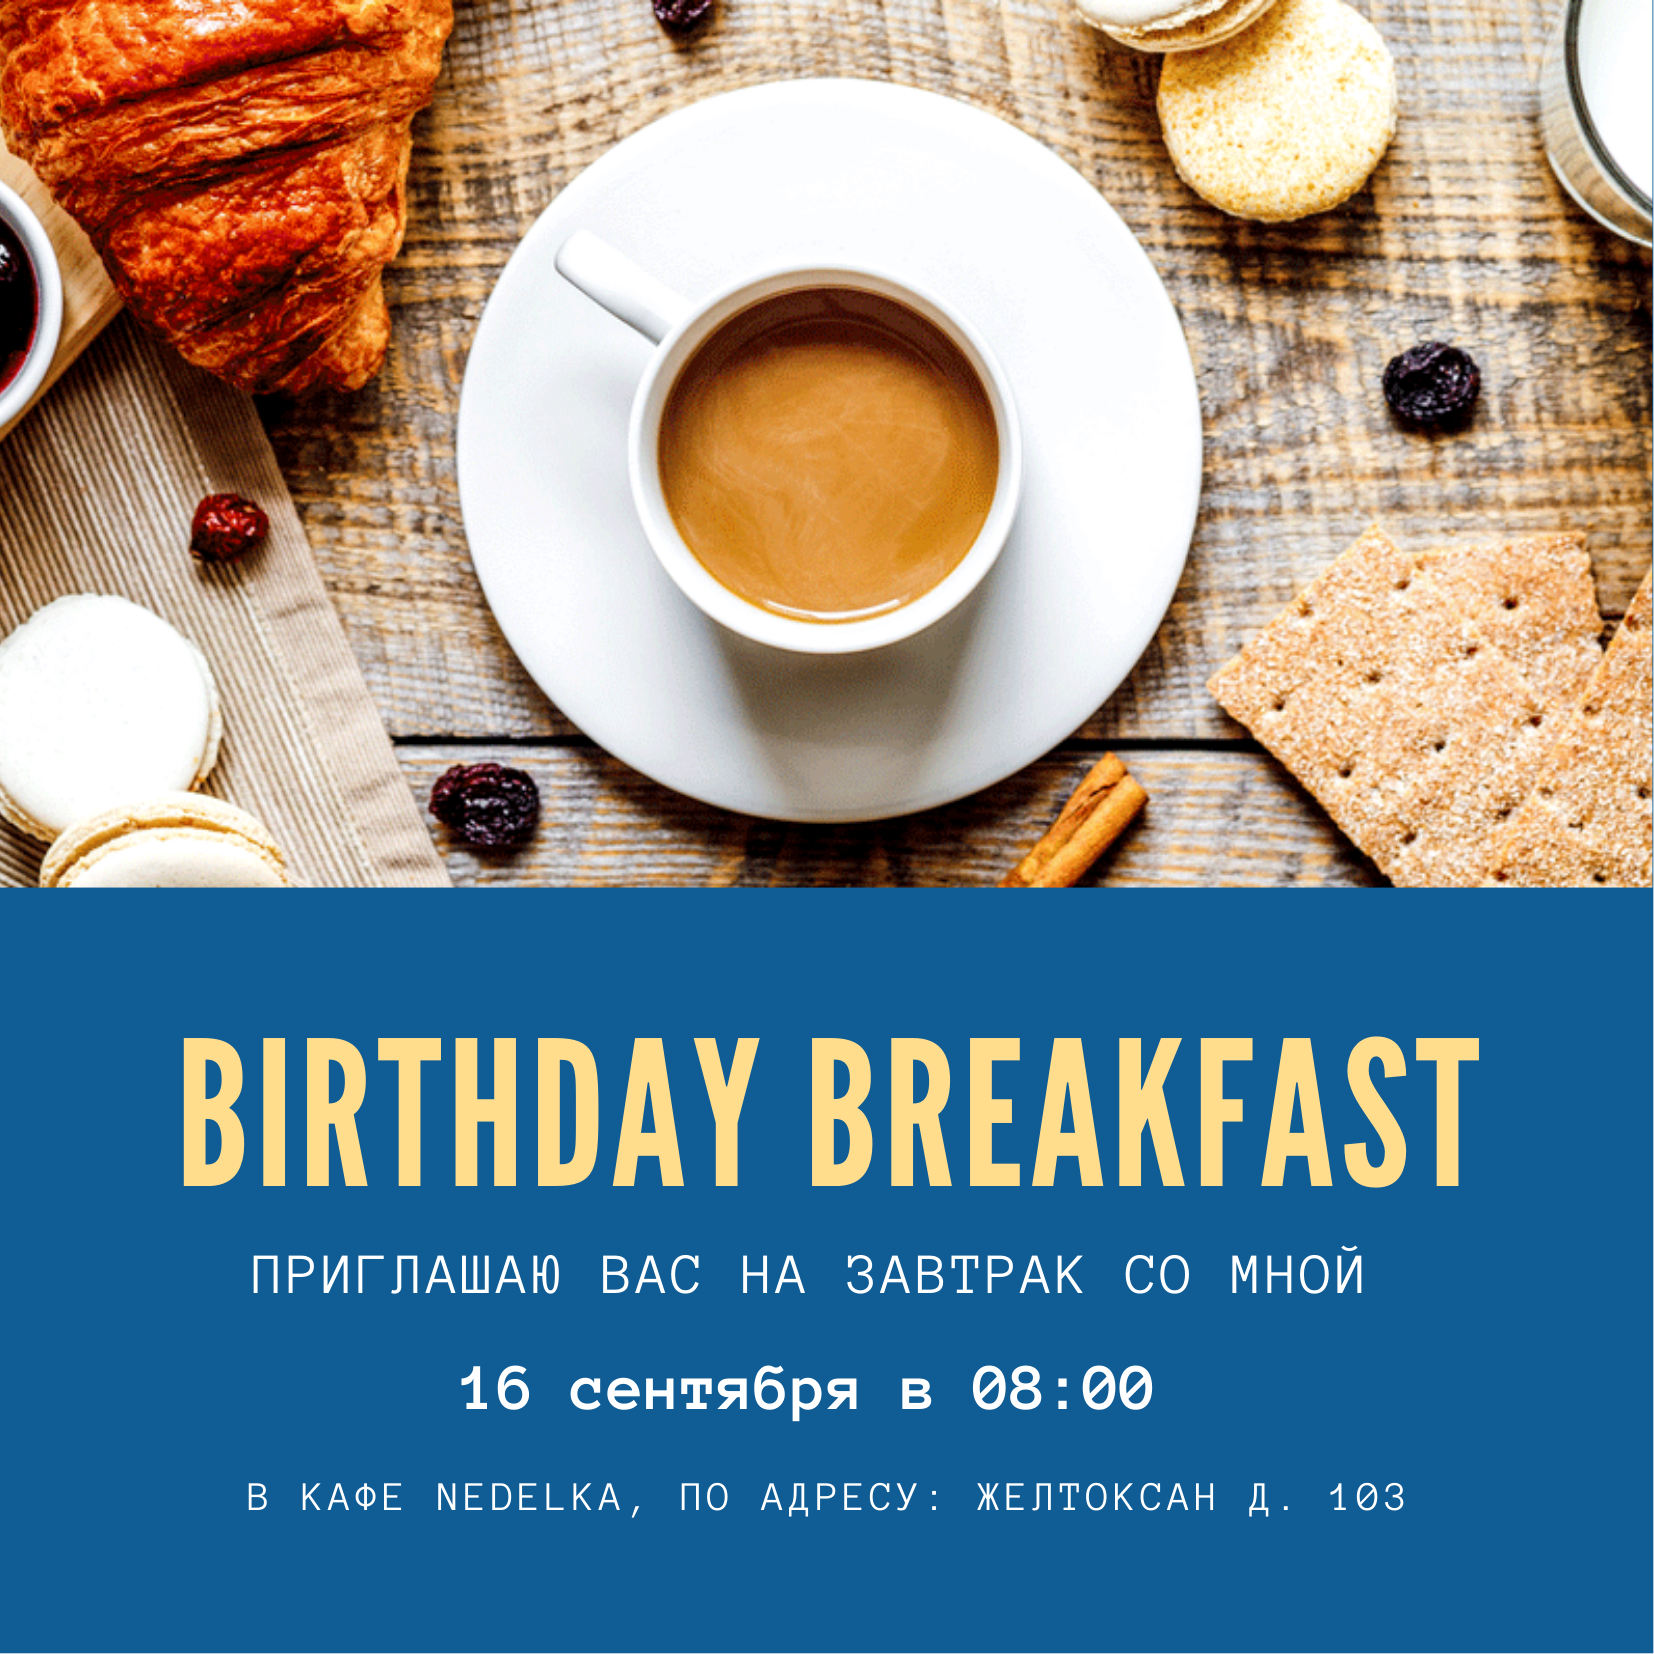 BIRTHDAY BREAKFAST
ПРИГЛАШАЮ ВАС НА ЗАВТРАК СО МНОЙ
16 сентября в 08:00
В КАФЕ NEDELKA, ПО АДРЕСУ: ЖЕЛТОКСАН Д. 103